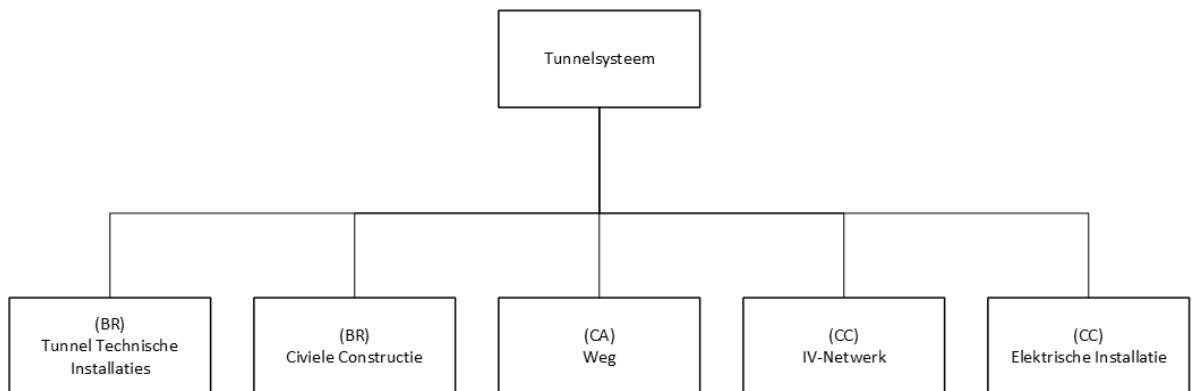 Tunnelsysteem
(BR)
Tunnel Technische
Installaties
(BR)
Civiele Constructie
(CA)
Weg
(CC)
IV-Netwerk
(CC)
Elektrische Installatie